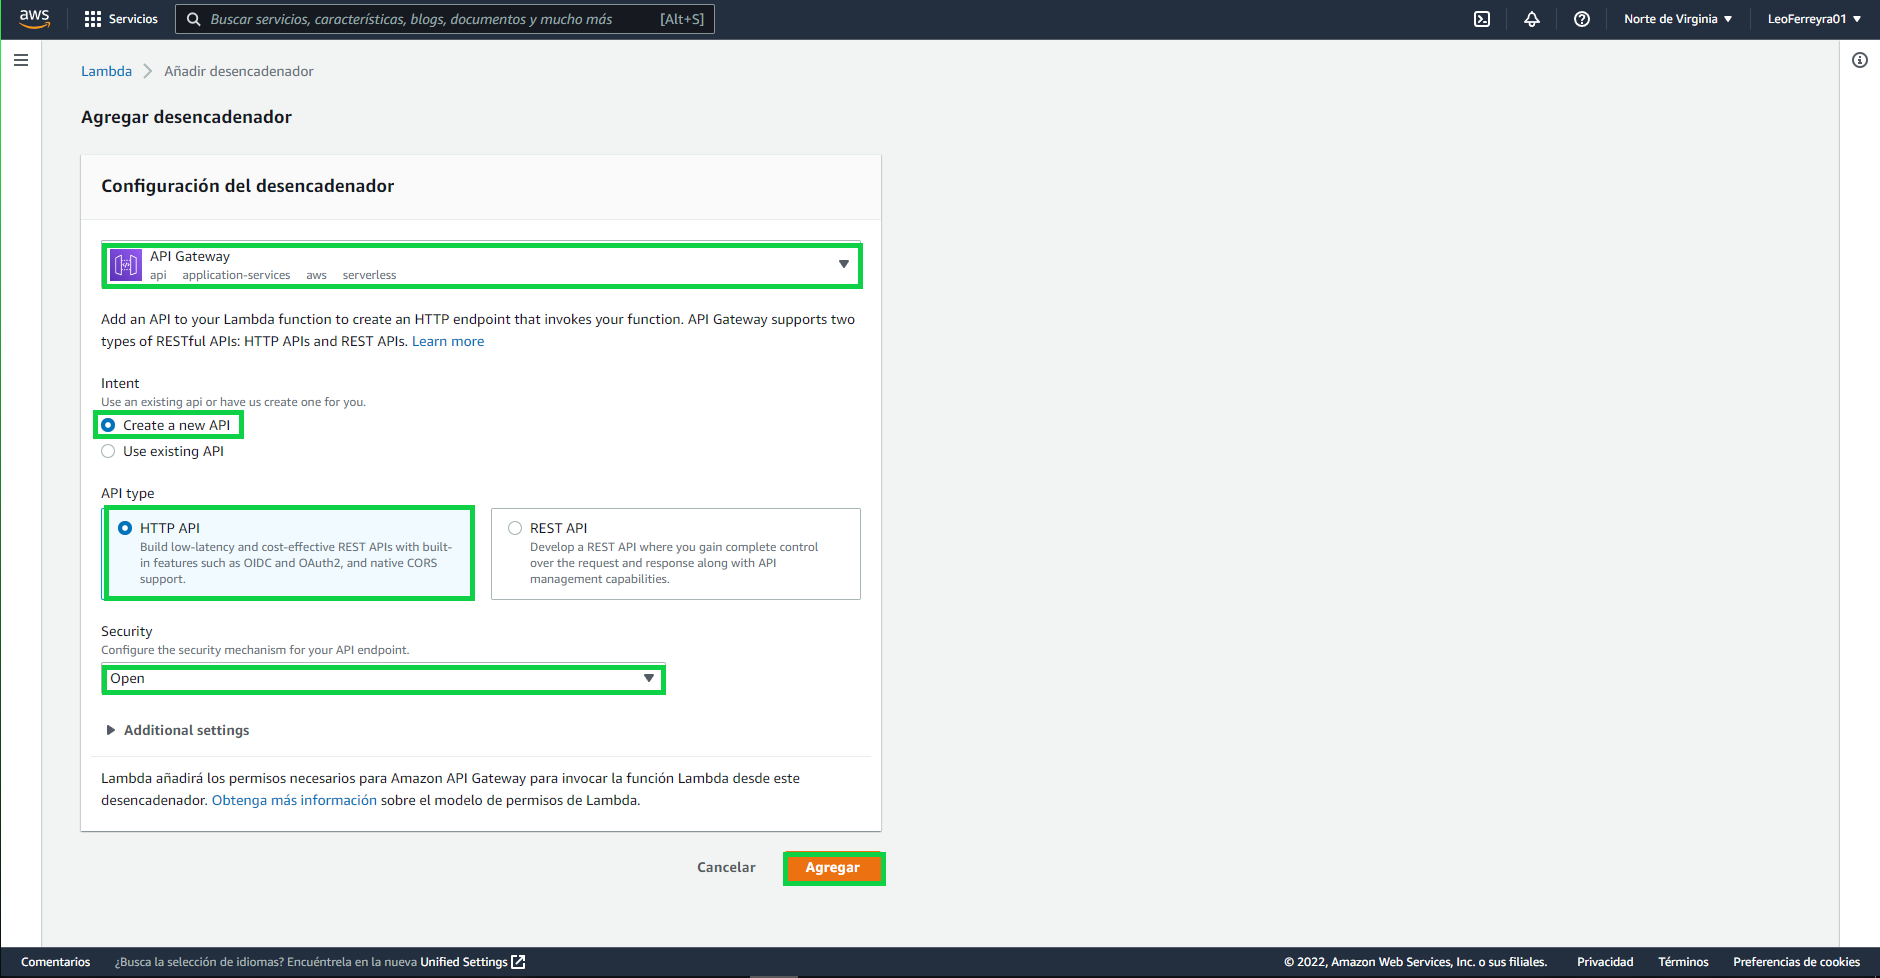 aws Servicios Buscar servicios, características, blogs, documentos y mucho más [Alt+S] Norte de Virginia LeoFerreyra01
Lambda Añadir desencadenador
Agregar desencadenador
Configuración del desencadenador
API Gateway
api application-services aws serverless
Add an API to your Lambda function to create an HTTP endpoint that invokes your function. API Gateway supports two
types of RESTful APIs: HTTP APIs and REST APIs. Learn more
Intent
Use an existing api or have us create one for you.
Create a new API
Use existing API
API type
HTTP API
Build low-latency and cost-effective REST APIs with built-
in features such as OIDC and OAuth2, and native CORS
support.
REST API
Develop a REST API where you gain complete control
over the request and response along with API
management capabilities.
Security
Configure the security mechanism for your API endpoint.
Open
Additional settings
Lambda añadirá los permisos necesarios para Amazon API Gateway para invocar la función Lambda desde este
desencadenador. Obtenga más información sobre el modelo de permisos de Lambda.
Cancelar Agregar
Comentarios ¿Busca la selección de idiomas? Encuéntrela en la nueva Unified Settings © 2022, Amazon Web Services, Inc. o sus filiales. Privacidad Términos Preferencias de cookies